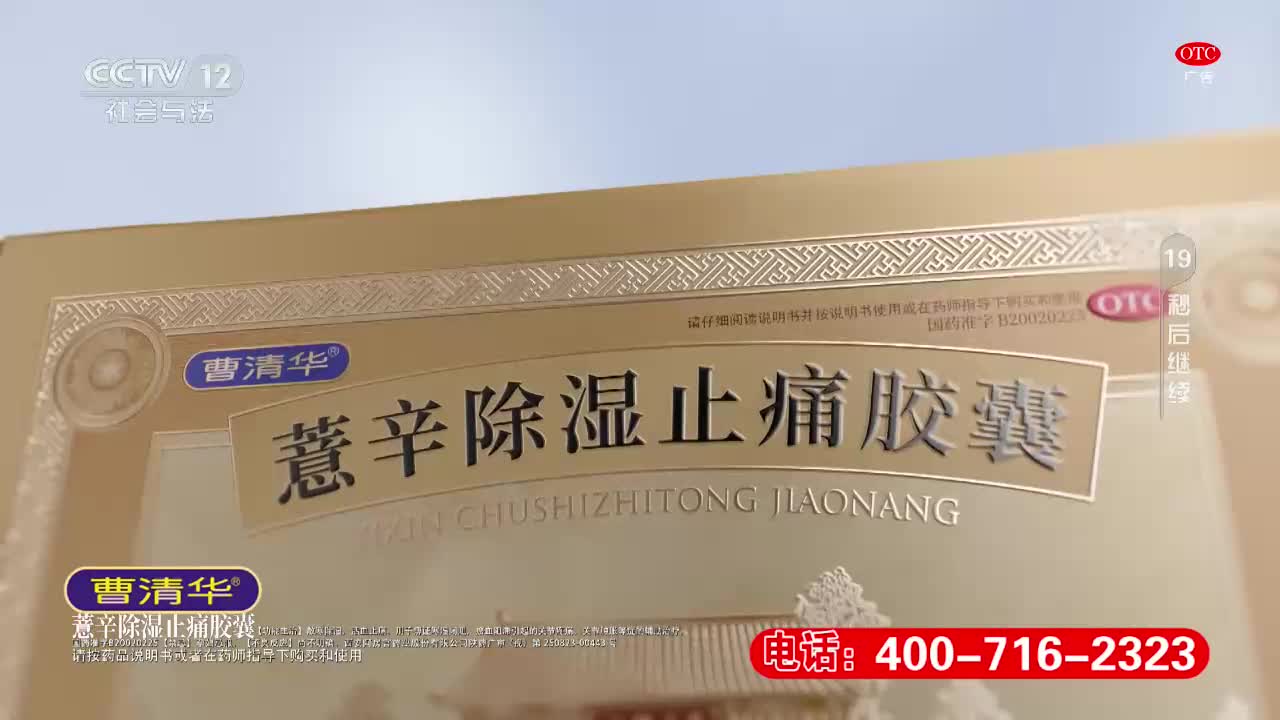 CCTV 12
社会与法
OTC
广告
19
秒后继续
请仔细阅读说明书并按说明书使用或在药师指导下购买和使用
OTC
国药准字B20020223
曹清华®
薏辛除湿止痛胶囊
YIXIN CHUSHIZHITONG JIAONANG
曹清华®
薏辛除湿止痛胶囊
请按药品说明书或者在药师指导下购买和使用
电话：400-716-2323